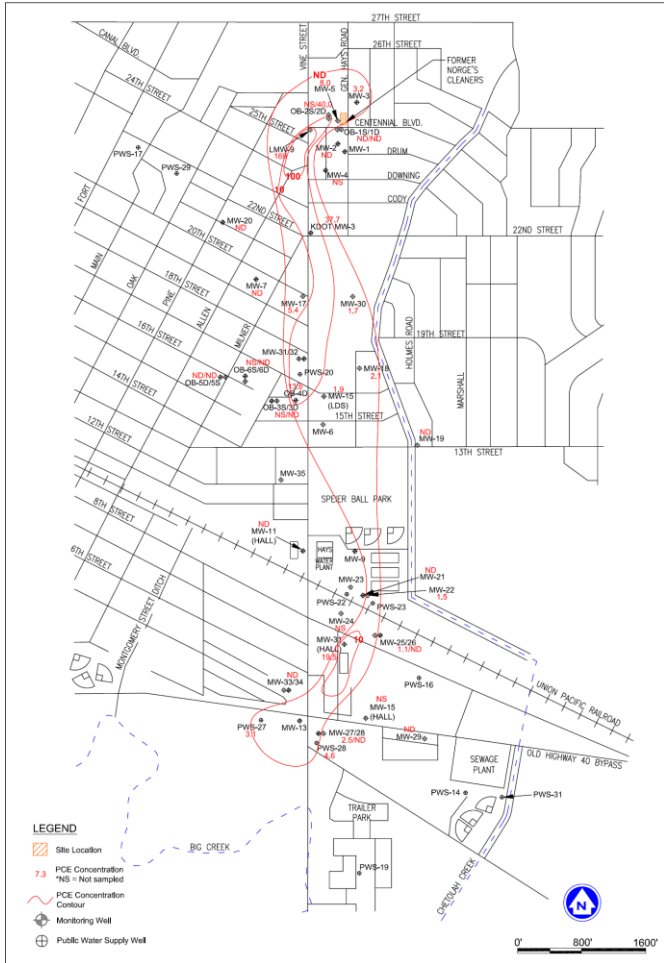 27TH STREET
CANAL BLVD.
VINE STREET
GEN. HAYS ROAD
26TH STREET
24TH STREET
FORMER
NORGE'S
CLEANERS
ND
8.0
MW-5
3.2
MW-3
NS/40.0
OB-2S/2D
25TH STREET
CENTENNIAL BLVD.
OB-1S/1D
ND/ND
LMW-9
MW-2
ND
MW-1
DRUM
PWS-17
PWS-29
100
MW-4
NS
DOWNING
10
CODY
FORT
22ND STREET
MW-20
ND
37.7
KDOT MW-3
22ND STREET
20TH STREET
MAIN
OAK
PINE
ALLEN
MILNER
18TH STREET
MW-7
ND
MW-17
5.4
MW-30
1.7
HOLMES ROAD
19TH STREET
16TH STREET
MW-31/32
MARSHALL
14TH STREET
NS/ND
OB-6S/6D
PWS-20
MW-18
2.1
ND/ND
OB-5D/5S
13.6
OB-4D
1.9
MW-15
(LDS)
OB-3S/3D
NS/ND
12TH STREET
15TH STREET
MW-6
ND
MW-19
13TH STREET
MW-35
8TH STREET
SPEIER BALL PARK
6TH STREET
ND
MW-11
(HALL)
HAYS
WATER
PLANT
MW-9
ND
MW-21
MW-23
MW-22
1.5
PWS-22
PWS-23
MW-24
NS
MONTGOMERY STREET DITCH
MW-31
(HALL)
19.5
10
MW-25/26
1.1/ND
UNION PACIFIC RAILROAD
ND
MW-33/34
PWS-16
NS
MW-15
(HALL)
PWS-27
3.1
MW-13
MW-27/28
2.5/ND
PWS-28
4.6
ND
MW-29
OLD HIGHWAY 40 BYPASS
SEWAGE
PLANT
PWS-14
PWS-31
TRAILER
PARK
LEGEND
Site Location
BIG CREEK
7.3
PCE Concentration
*NS = Not sampled
PWS-19
CHETOLAH CREEK
PCE Concentration
Contour
Monitoring Well
Public Water Supply Well
N
0'
800'
1600'